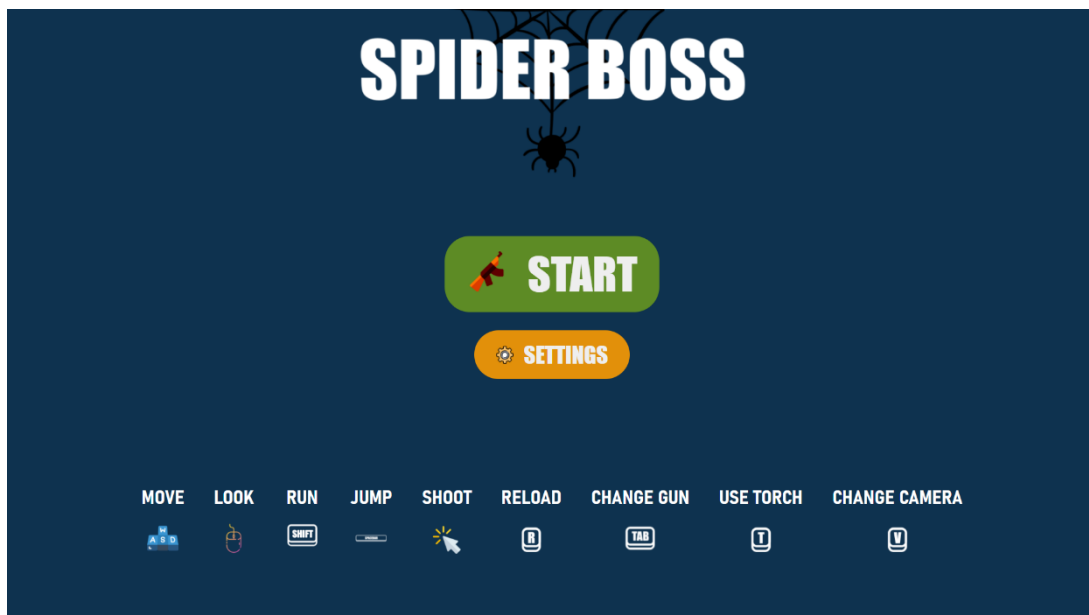 SPIDER BOSS
START
SETTINGS
MOVE LOOK RUN JUMP SHOOT RELOAD CHANGE GUN USE TORCH CHANGE CAMERA
W
A S D SHIFT R TAB T V